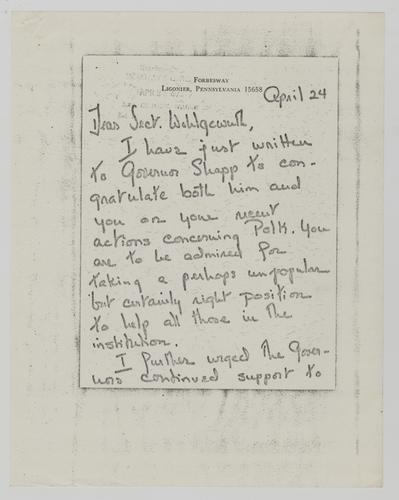 Forbesway
Ligonier, Pennsylvania 15658
April 24
Dear Sect. Wohlgemuth,
I have just written
to Governor Shapp to con-
gratulate both him and
you on your recent
actions concerning Polk. You
are to be admired for
taking a perhaps unpopular
but certainly right position
to help all those in the
institution.
I further urged the Gover-
nors continued support to